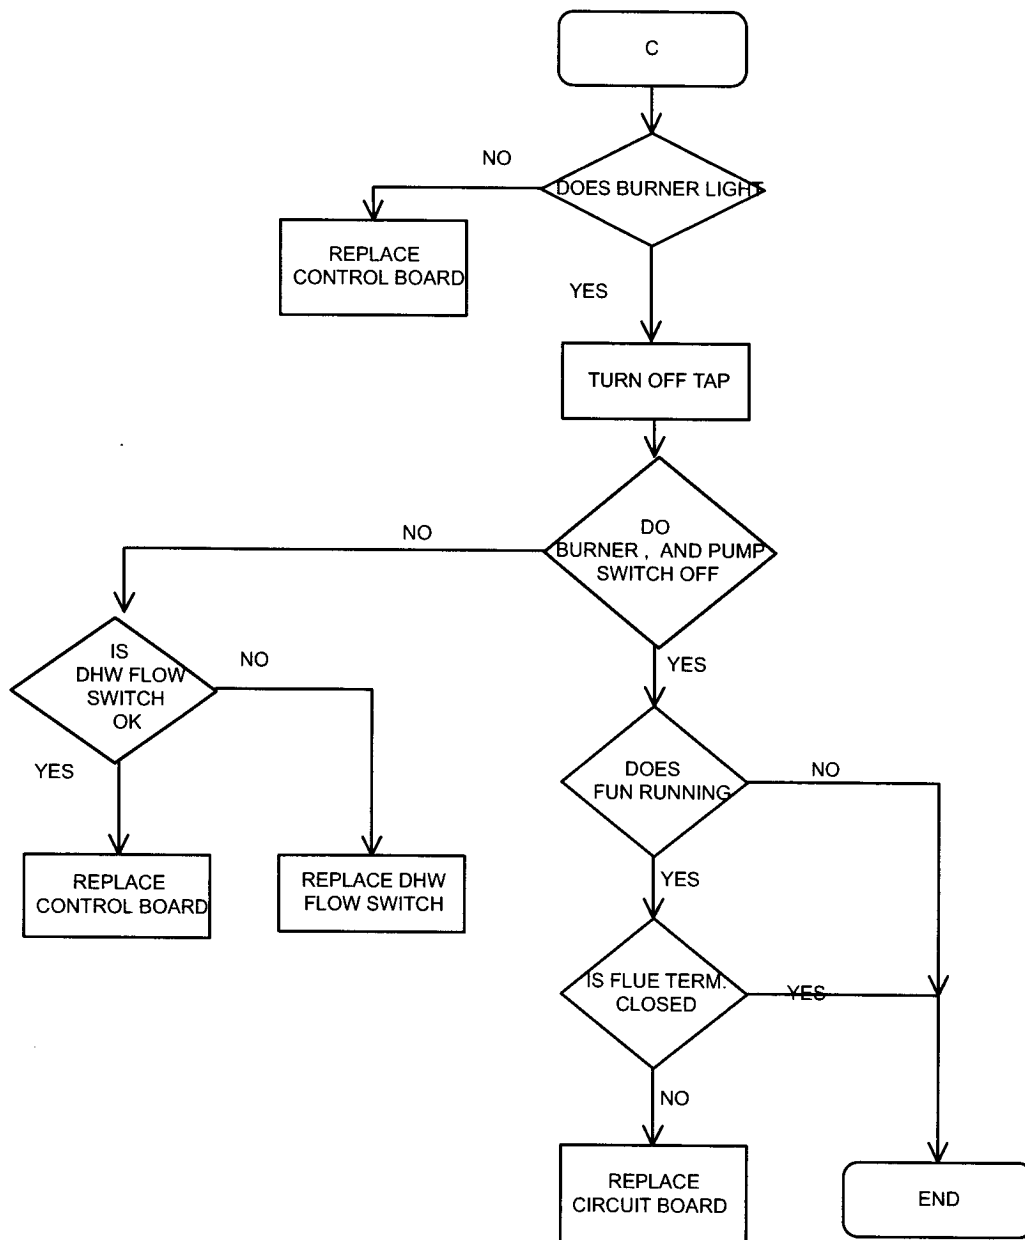 C
NO
DOES BURNER LIGHT
REPLACE
CONTROL BOARD
YES
TURN OFF TAP
NO
DO
BURNER , AND PUMP
SWITCH OFF
IS
DHW FLOW
SWITCH
OK
NO
YES
YES
DOES
FUN RUNNING
NO
REPLACE
CONTROL BOARD
REPLACE DHW
FLOW SWITCH
YES
IS FLUE TERM.
CLOSED
YES
NO
REPLACE
CIRCUIT BOARD
END